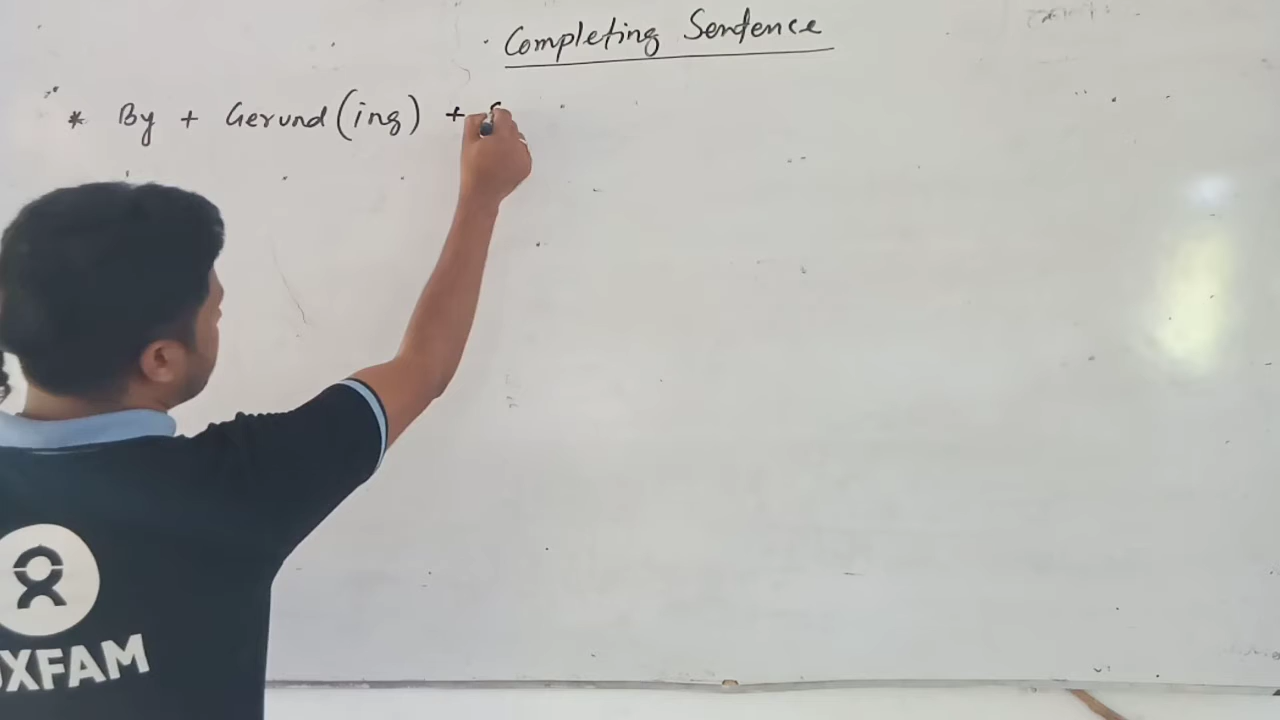 Completing Sentence
* By + Gerund (ing) +
OXFAM